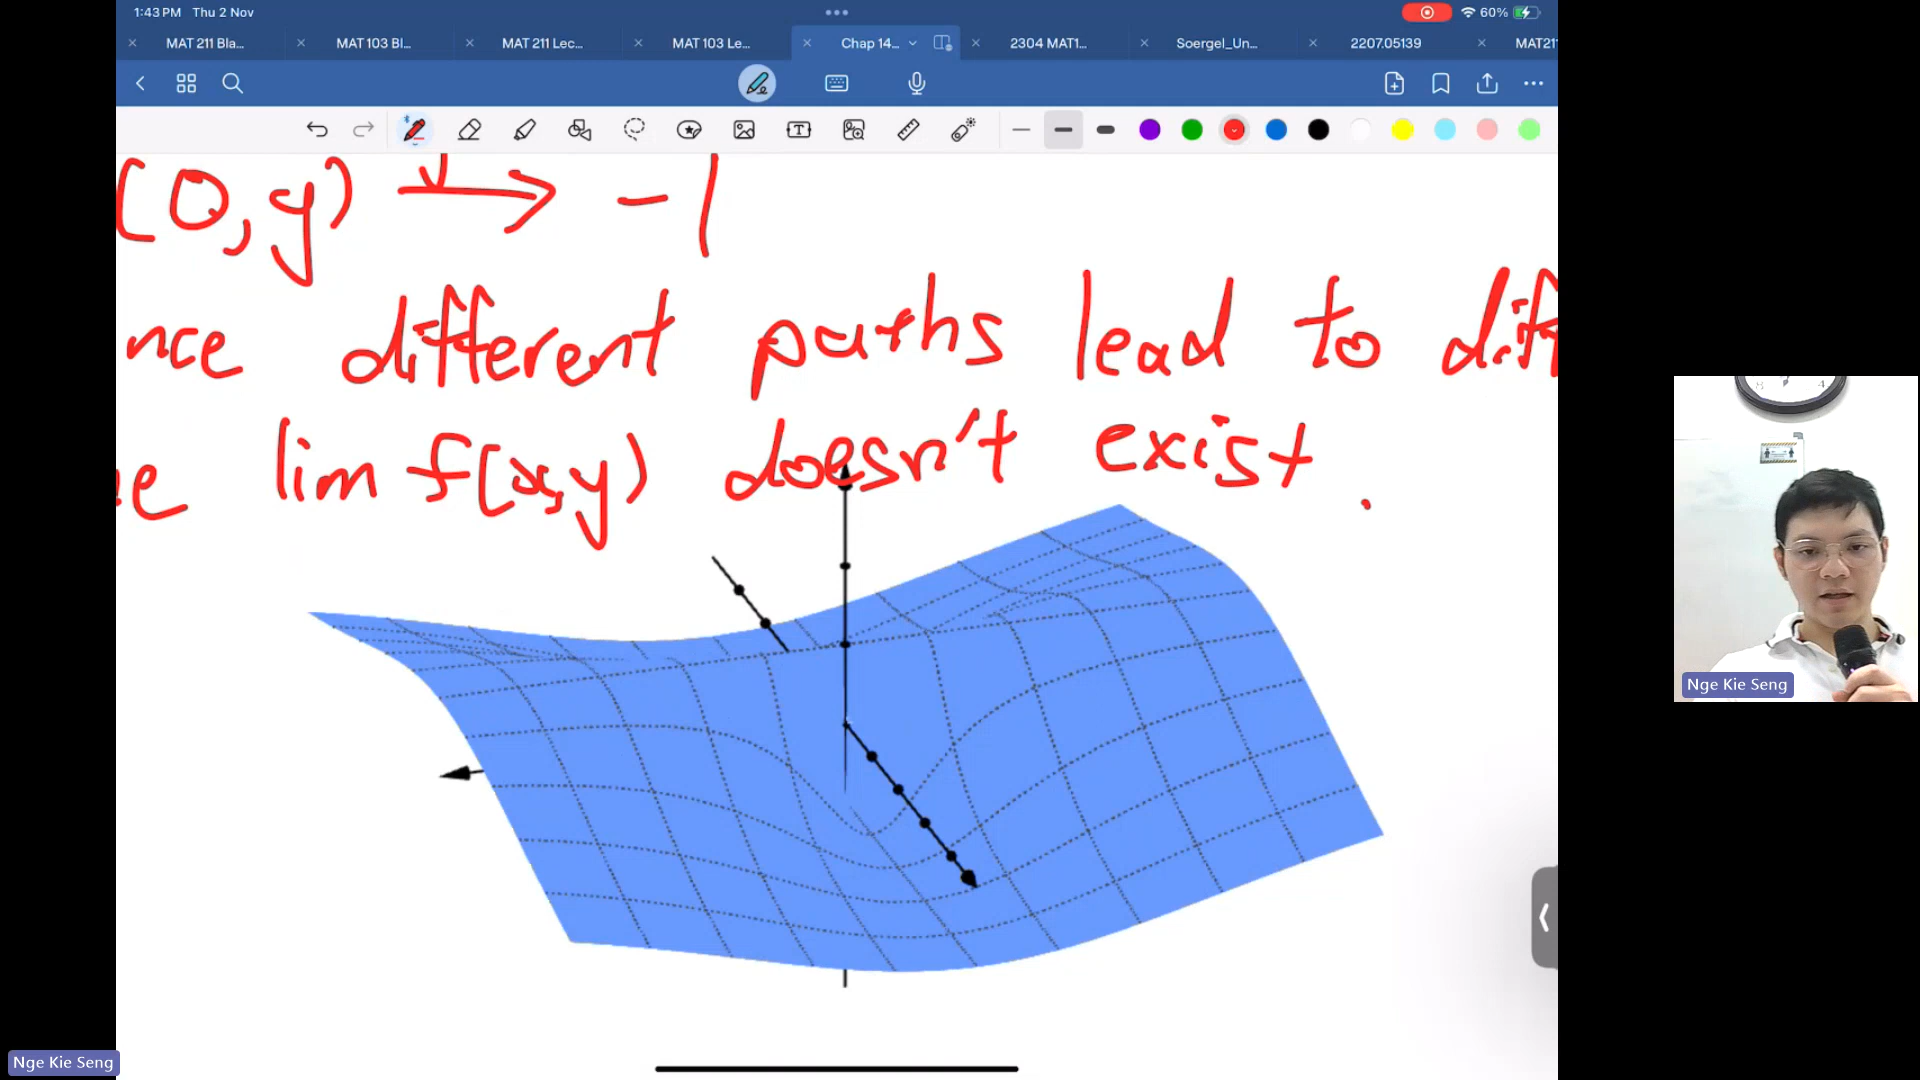 1:43 PM Thu 2 Nov
60%
MAT 211 Bla...
MAT 103 Bl...
MAT 211 Lec...
MAT 103 Le...
Chap 14...
2304 MAT1...
Soergel_Un...
2207.05139
MAT21
(0,y) → -1
nce different paths lead to diff
e lim f(x,y) doesn't exist.
Nge Kie Seng
Nge Kie Seng